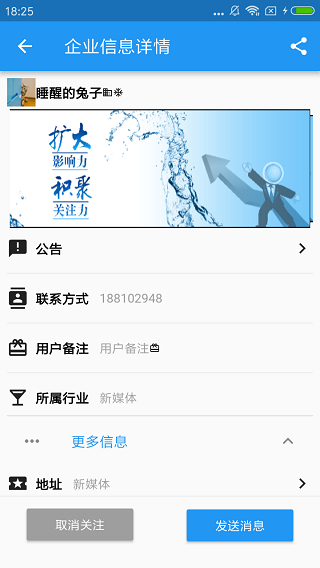 18:25
企业信息详情
睡醒的兔子
扩大
影响力
积聚
关注力
公告
联系方式 188102948
用户备注 用户备注
所属行业 新媒体
更多信息
地址 新媒体
取消关注 发送消息